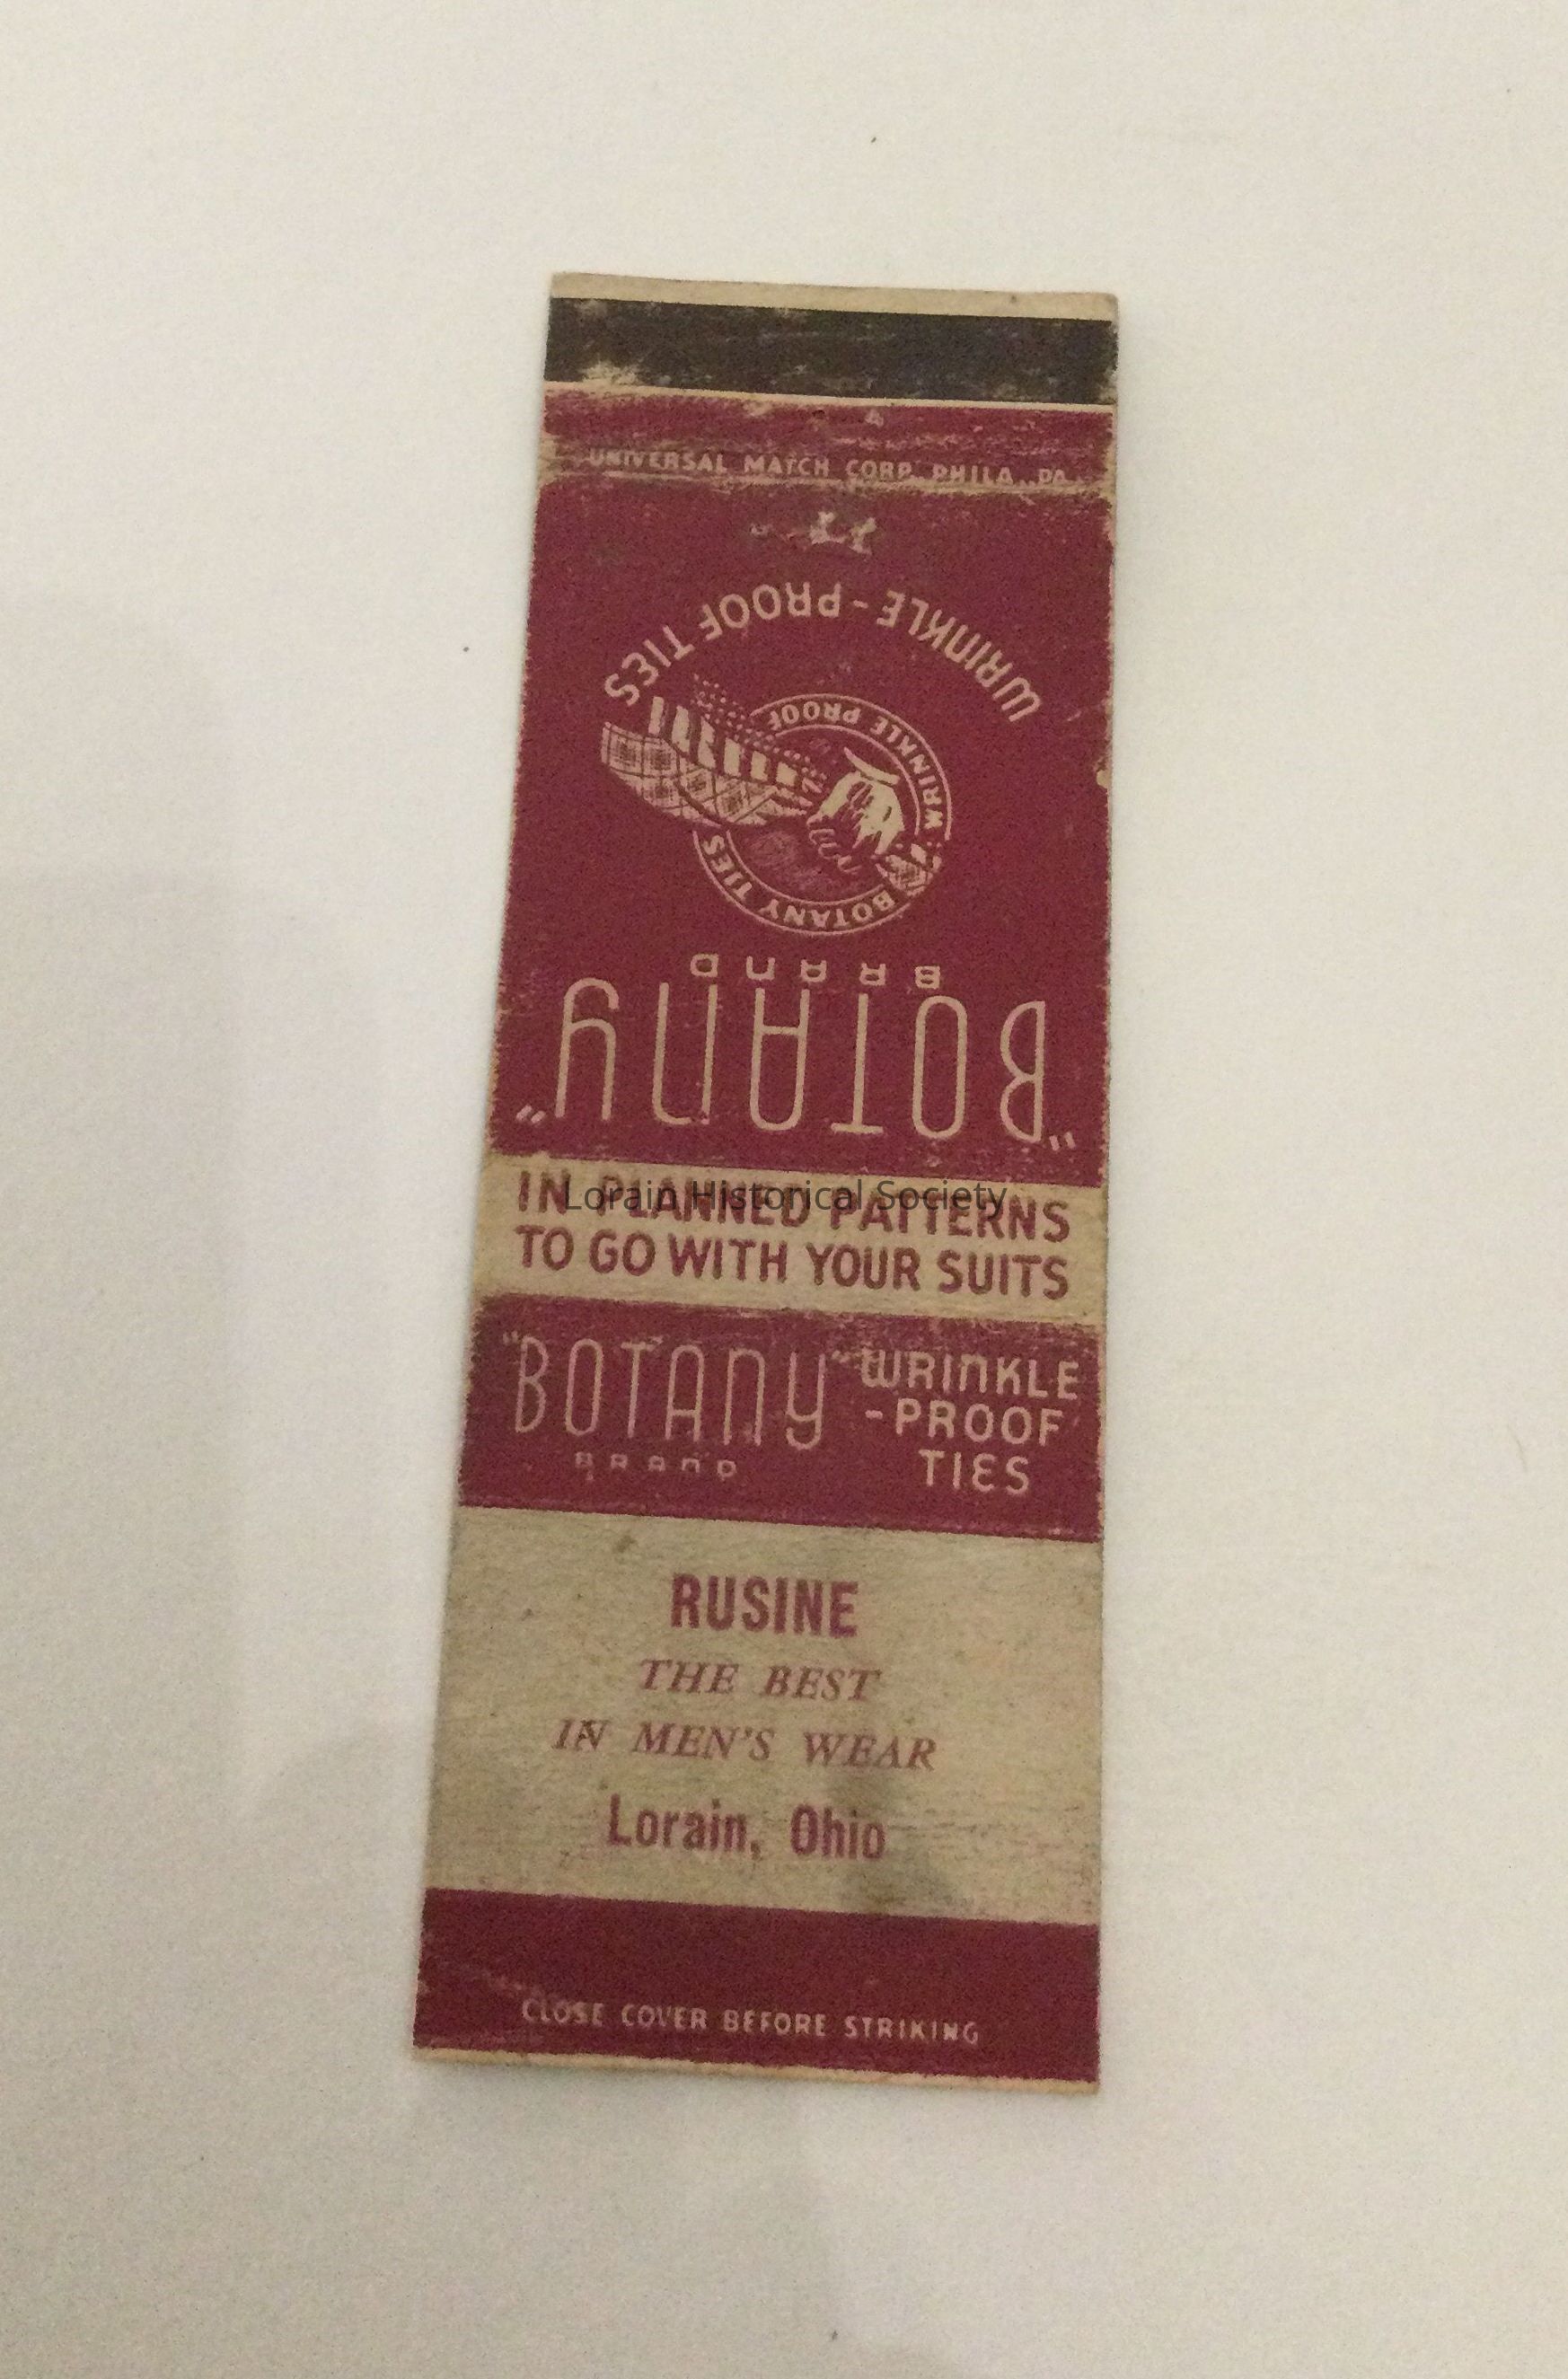 UNIVERSAL MATCH CORP. PHILA., PA.
"BOTANY"
BRAND
BOTANY TIES
WRINKLE PROOF
WRINKLE-PROOF TIES
IN PLANNED PATTERNS
TO GO WITH YOUR SUITS
Lorain Historical Society
"BOTANY" WRINKLE
BRAND -PROOF
TIES
RUSINE
THE BEST
IN MEN'S WEAR
Lorain, Ohio
CLOSE COVER BEFORE STRIKING